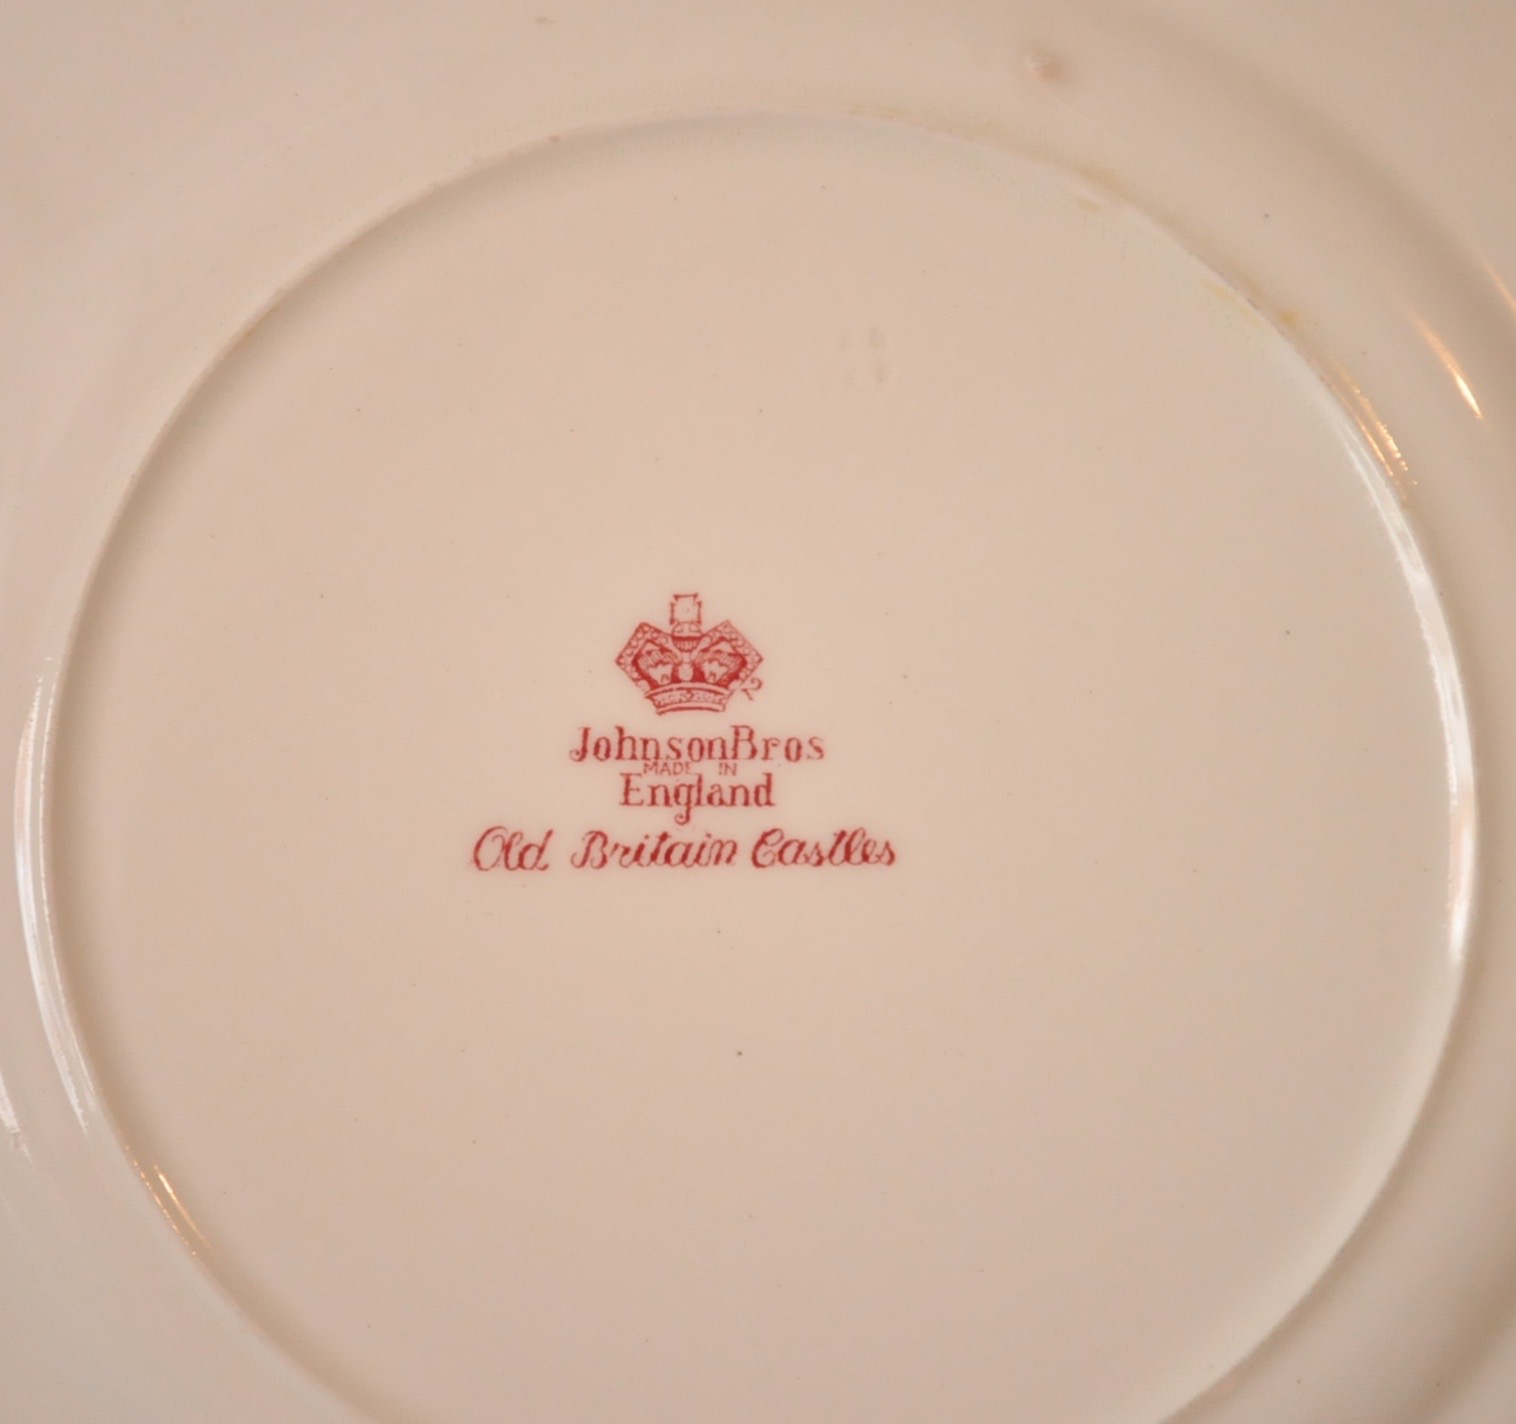 JohnsonBros
MADE IN
England
Old Britain Castles